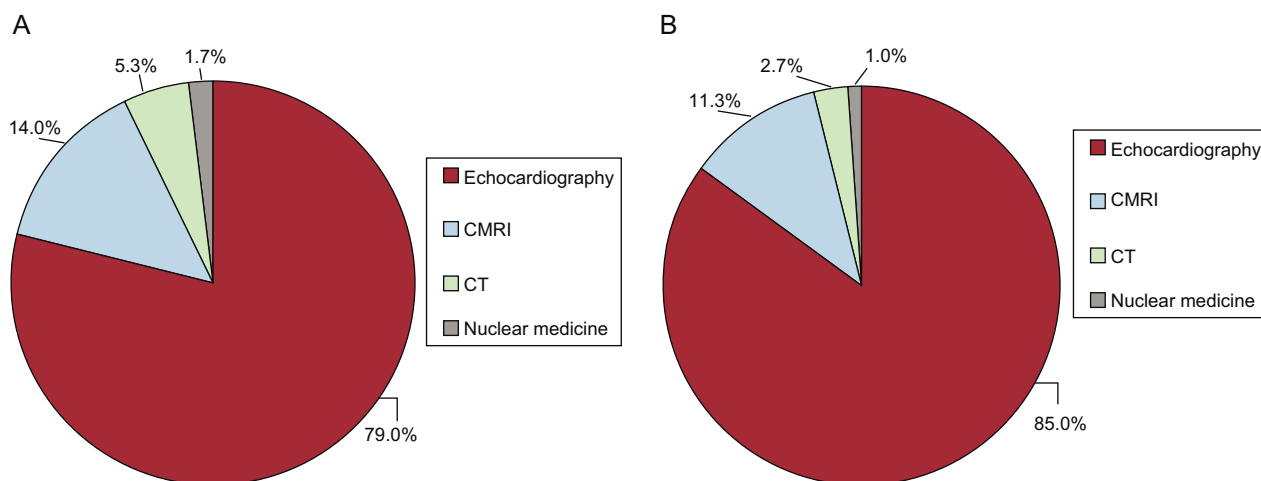 A
1.7%
5.3%
14.0%
Echocardiography
CMRI
CT
Nuclear medicine
79.0%
B
1.0%
2.7%
11.3%
Echocardiography
CMRI
CT
Nuclear medicine
85.0%